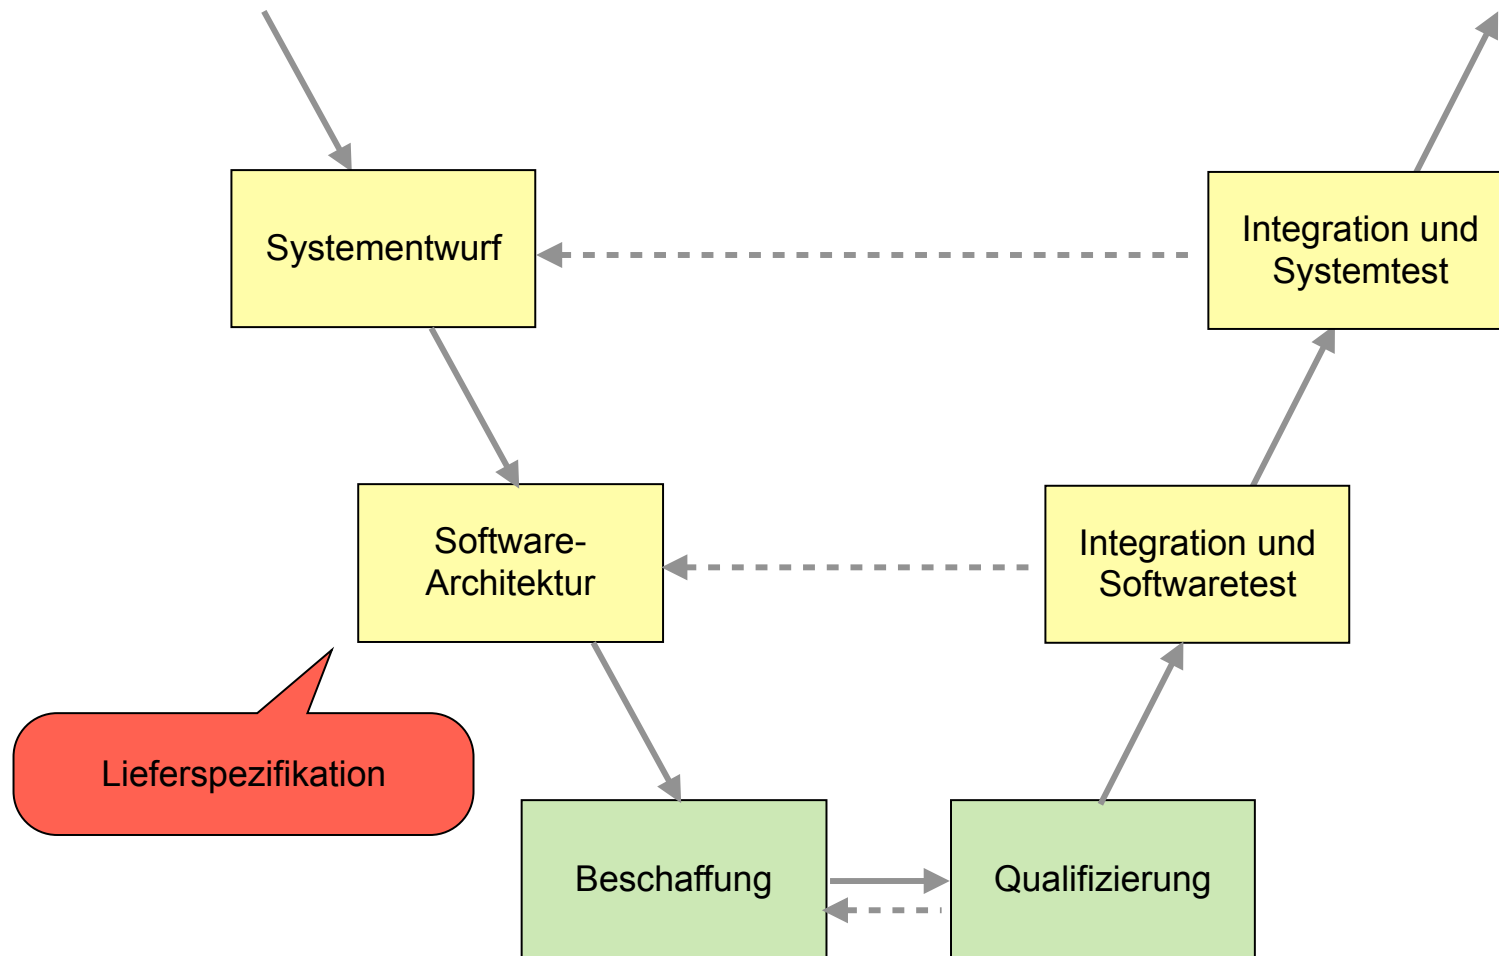 Systementwurf
Integration und
Systemtest
Software-
Architektur
Integration und
Softwaretest
Lieferspezifikation
Beschaffung
Qualifizierung